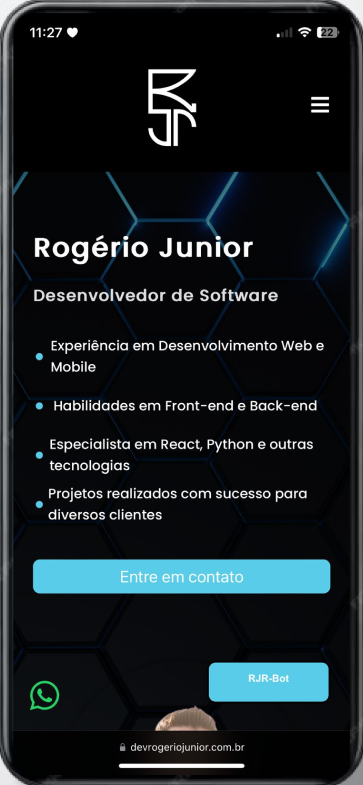 11:27
22
RJR
Rogério Junior
Desenvolvedor de Software
Experiência em Desenvolvimento Web e
Mobile
Habilidades em Front-end e Back-end
Especialista em React, Python e outras
tecnologias
Projetos realizados com sucesso para
diversos clientes
Entre em contato
RJR-Bot
devrogeriojunior.com.br